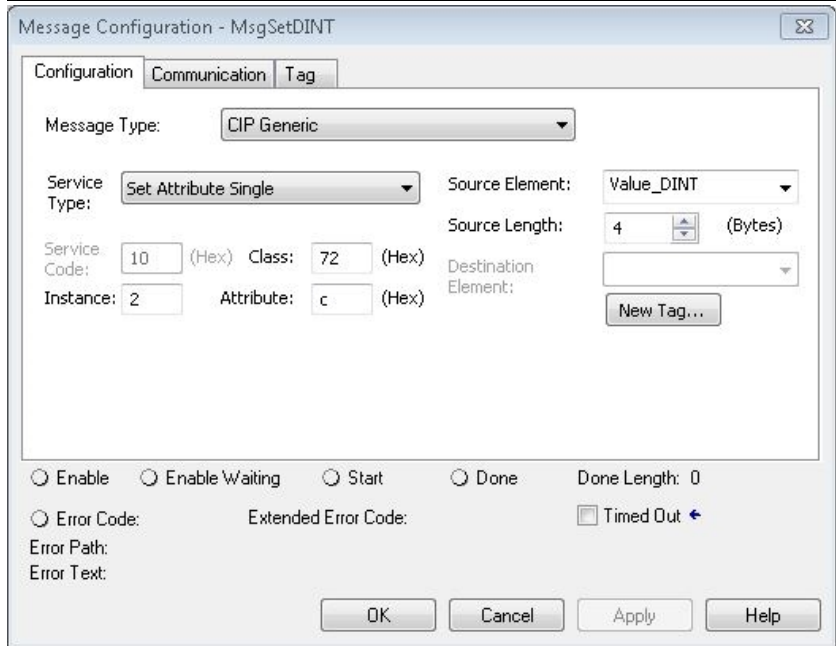 Message Configuration - MsgSetDINT
Configuration Communication Tag
Message Type: CIP Generic
Service Type: Set Attribute Single
Source Element: Value_DINT
Source Length: 4 (Bytes)
Service Code: 10 (Hex) Class: 72 (Hex)
Destination Element:
Instance: 2 Attribute: c (Hex)
New Tag...
Enable Enable Waiting Start Done Done Length: 0
Error Code: Extended Error Code: Timed Out
Error Path:
Error Text:
OK Cancel Apply Help